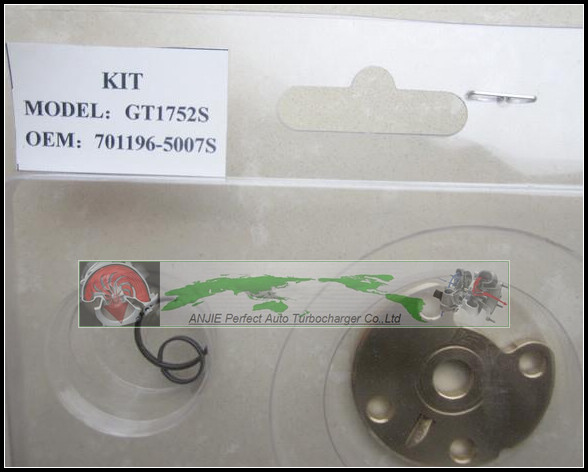 KIT
MODEL：GT1752S
OEM：701196-5007S
ANJIE Perfect Auto Turbocharger Co.,Ltd